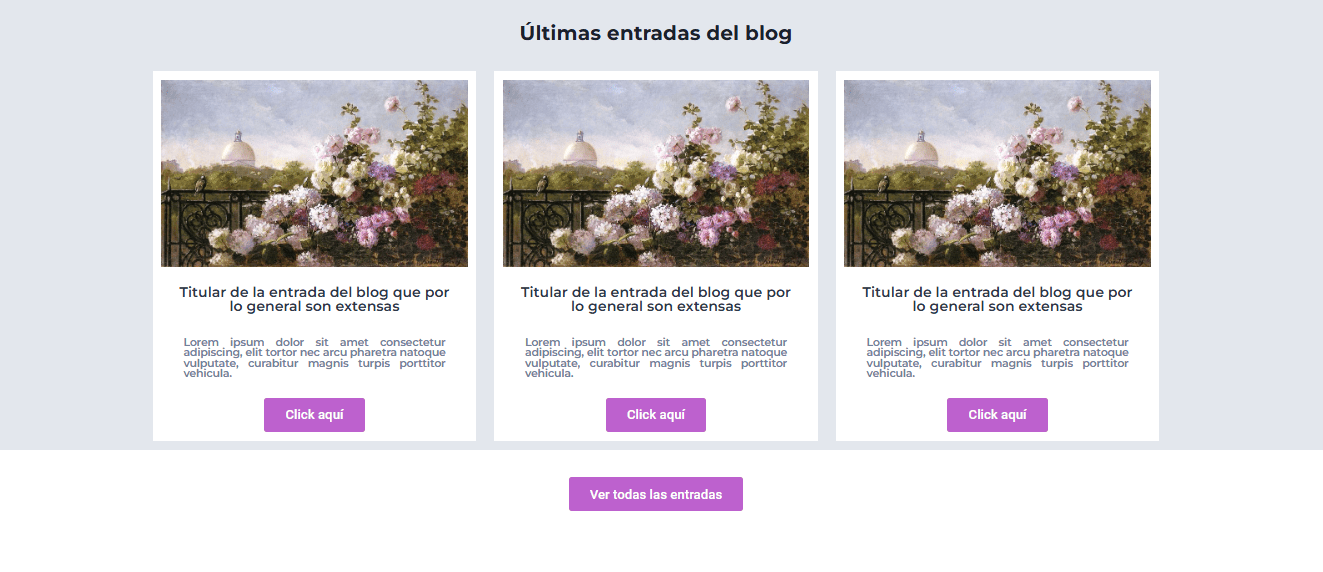 Últimas entradas del blog
Titular de la entrada del blog que por
lo general son extensas
Lorem ipsum dolor sit amet consectetur
adipiscing, elit tortor nec arcu pharetra natoque
vulputate, curabitur magnis turpis porttitor
vehicula.
Click aquí
Titular de la entrada del blog que por
lo general son extensas
Lorem ipsum dolor sit amet consectetur
adipiscing, elit tortor nec arcu pharetra natoque
vulputate, curabitur magnis turpis porttitor
vehicula.
Click aquí
Titular de la entrada del blog que por
lo general son extensas
Lorem ipsum dolor sit amet consectetur
adipiscing, elit tortor nec arcu pharetra natoque
vulputate, curabitur magnis turpis porttitor
vehicula.
Click aquí
Ver todas las entradas